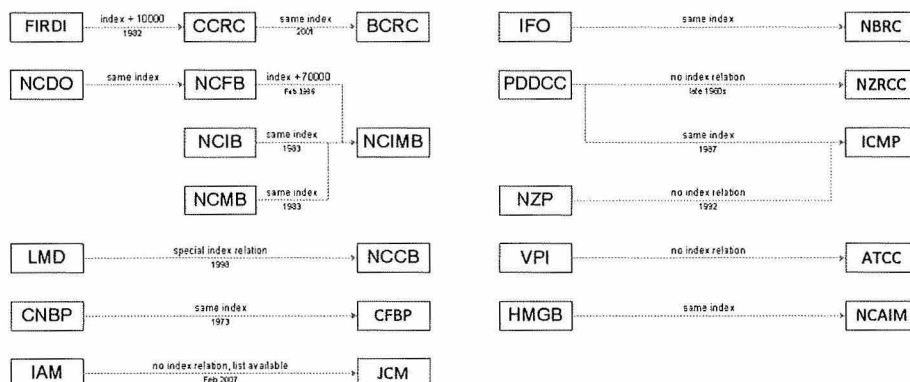 FIRDI index + 10000 1982 CCRC same index 2001 BCRC
NCDO same index NCFB index +70000 Feb 1996
NCIB same index 1983 NCIMB
NCMB same index 1983
LMD special index relation 1998 NCCB
CNBP same index 1973 CFBP
IAM no index relation, list available Feb 2007 JCM
IFO same index NBRC
PDDCC no index relation late 1960s NZRCC
same index 1987 ICMP
NZP no index relation 1992
VPI no index relation ATCC
HMGB same index NCAIM